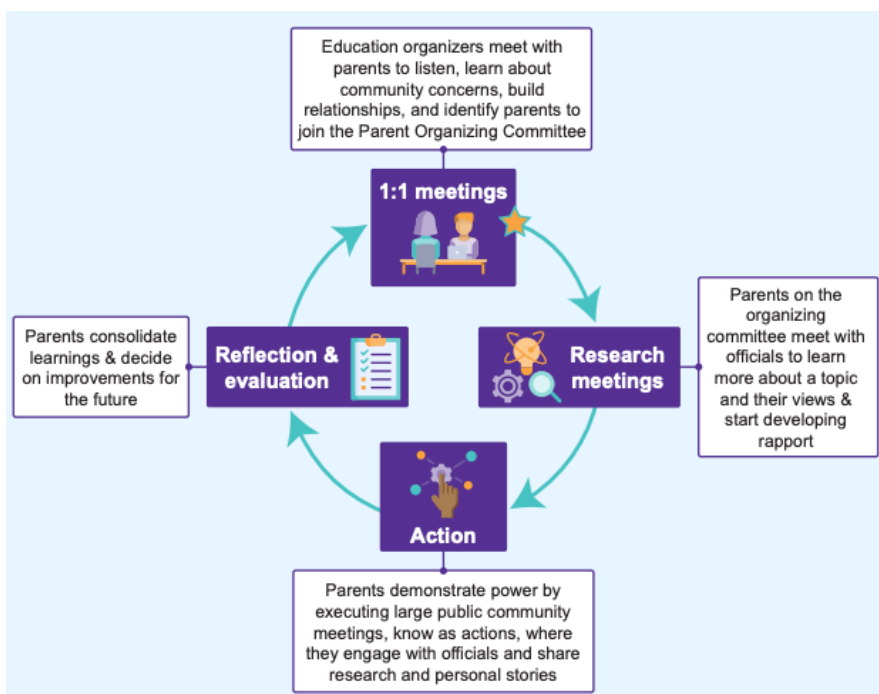 Education organizers meet with
parents to listen, learn about
community concerns, build
relationships, and identify parents to
join the Parent Organizing Committee
1:1 meetings
Parents on the
organizing
committee meet with
officials to learn
more about a topic
and their views &
start developing
rapport
Research
meetings
Parents consolidate
learnings & decide
on improvements for
the future
Reflection &
evaluation
Action
Parents demonstrate power by
executing large public community
meetings, know as actions, where
they engage with officials and share
research and personal stories